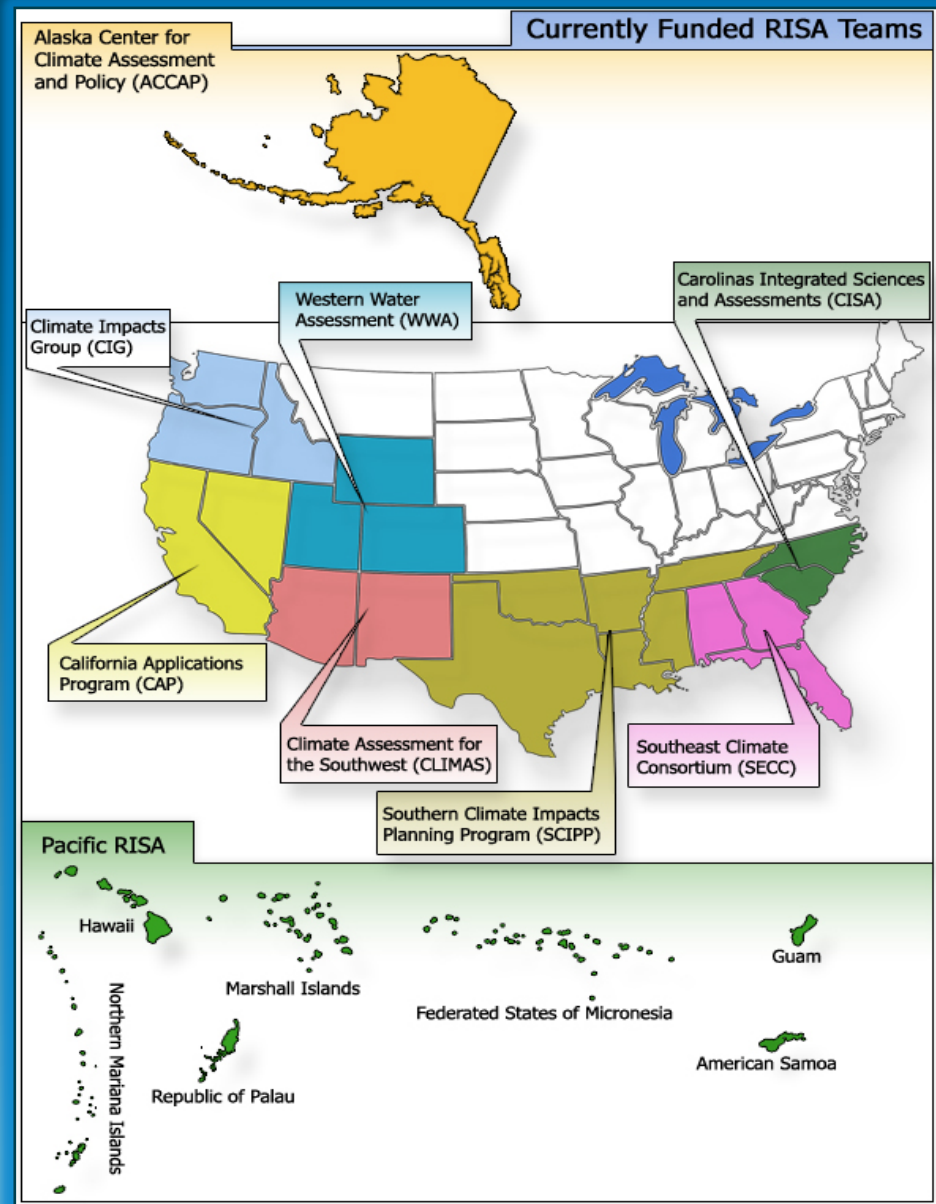 Currently Funded RISA Teams
Alaska Center for
Climate Assessment
and Policy (ACCAP)
Carolinas Integrated Sciences
and Assessments (CISA)
Western Water
Assessment (WWA)
Climate Impacts
Group (CIG)
California Applications
Program (CAP)
Climate Assessment for
the Southwest (CLIMAS)
Southeast Climate
Consortium (SECC)
Southern Climate Impacts
Planning Program (SCIPP)
Pacific RISA
Hawaii
Marshall Islands
Federated States of Micronesia
Guam
Northern Mariana Islands
Republic of Palau
American Samoa